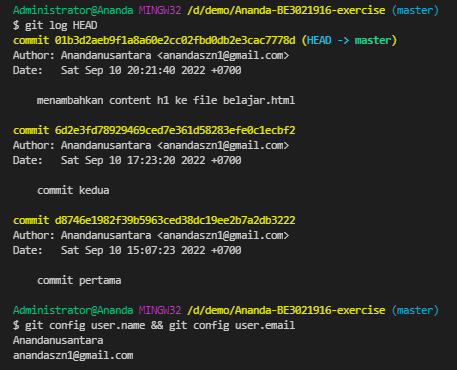 Administrator@Ananda MINGW32 /d/demo/Ananda-BE3021916-exercise (master)
$ git log HEAD
commit 01b3d2aeb9f1a8a60e2cc02fbd0db2e3cac7778d (HEAD -> master)
Author: Anandanusantara <anandaszn1@gmail.com>
Date:   Sat Sep 10 20:21:40 2022 +0700
    menambahkan content h1 ke file belajar.html
commit 6d2e3fd78929469ced7e361d58283efe0c1ecbf2
Author: Anandanusantara <anandaszn1@gmail.com>
Date:   Sat Sep 10 17:23:20 2022 +0700
    commit kedua
commit d8746e1982f39b5963ced38dc19ee2b7a2db3222
Author: Anandanusantara <anandaszn1@gmail.com>
Date:   Sat Sep 10 15:07:23 2022 +0700
    commit pertama
Administrator@Ananda MINGW32 /d/demo/Ananda-BE3021916-exercise (master)
$ git config user.name && git config user.email
Anandanusantara
anandaszn1@gmail.com